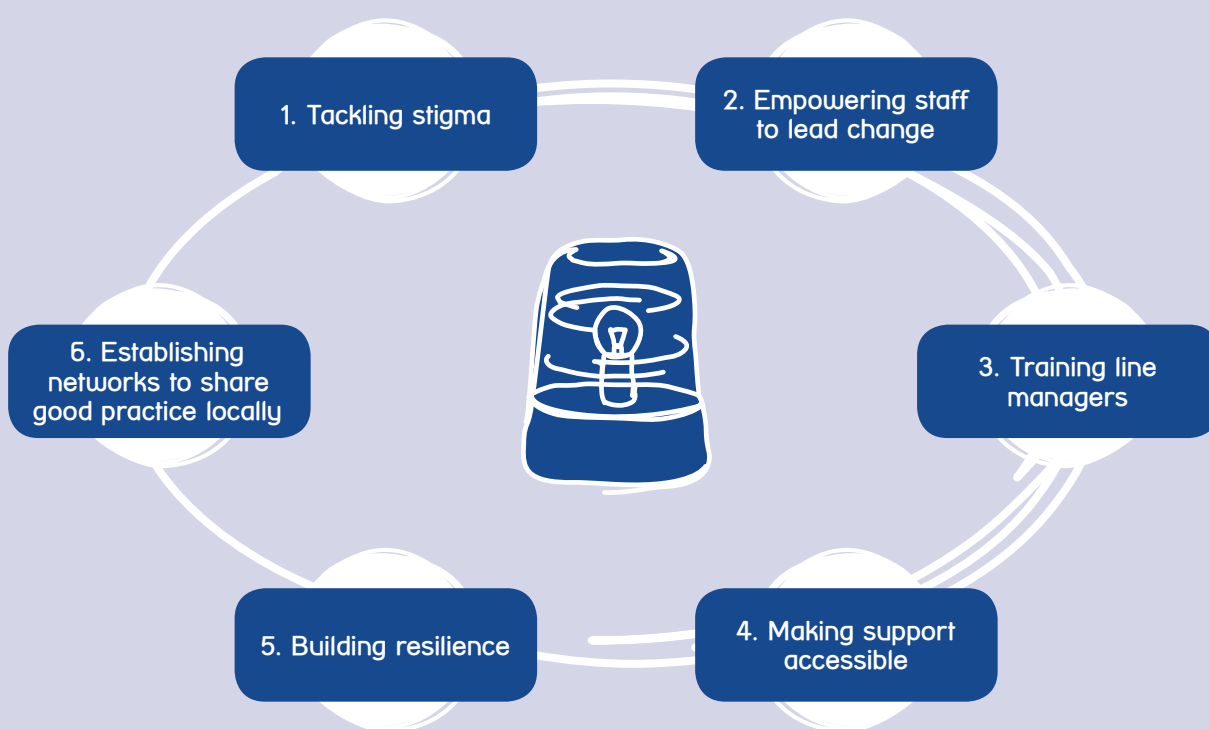 1. Tackling stigma
2. Empowering staff
to lead change
3. Training line
managers
4. Making support
accessible
5. Building resilience
6. Establishing
networks to share
good practice locally